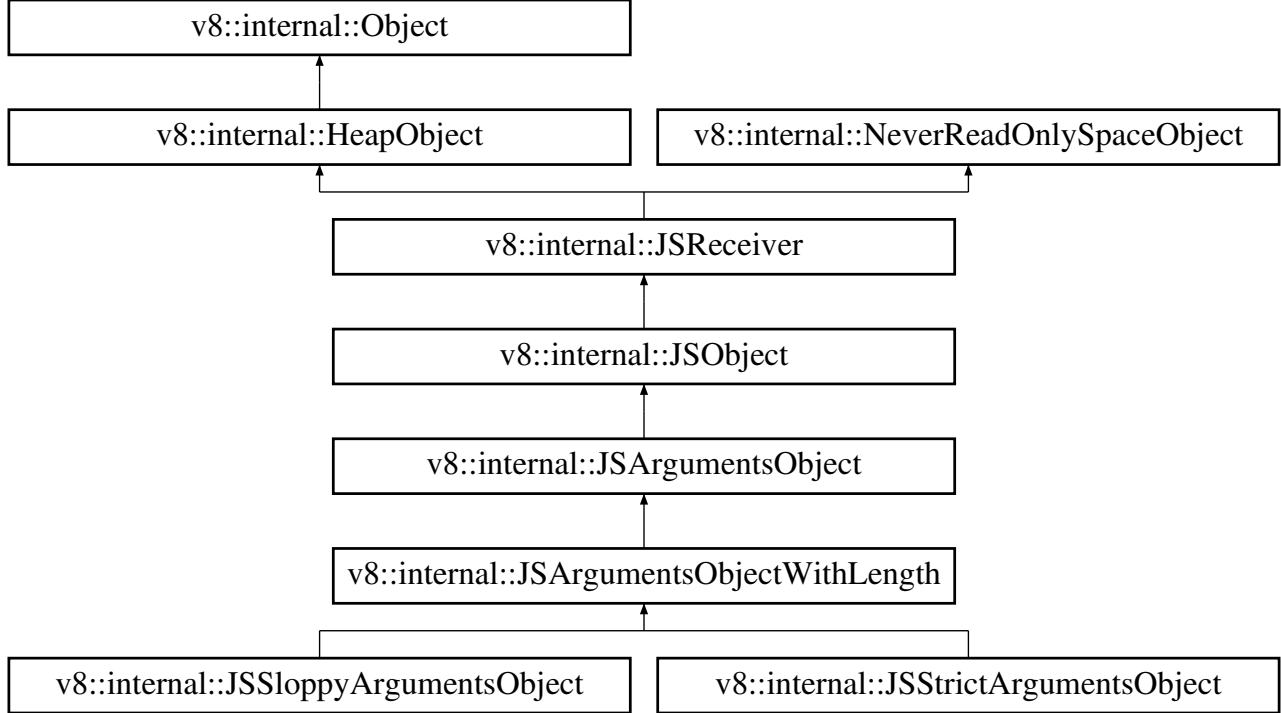 v8::internal::Object
v8::internal::HeapObject
v8::internal::NeverReadOnlySpaceObject
v8::internal::JSReceiver
v8::internal::JSObject
v8::internal::JSArgumentsObject
v8::internal::JSArgumentsObjectWithLength
v8::internal::JSSloppyArgumentsObject
v8::internal::JSStrictArgumentsObject